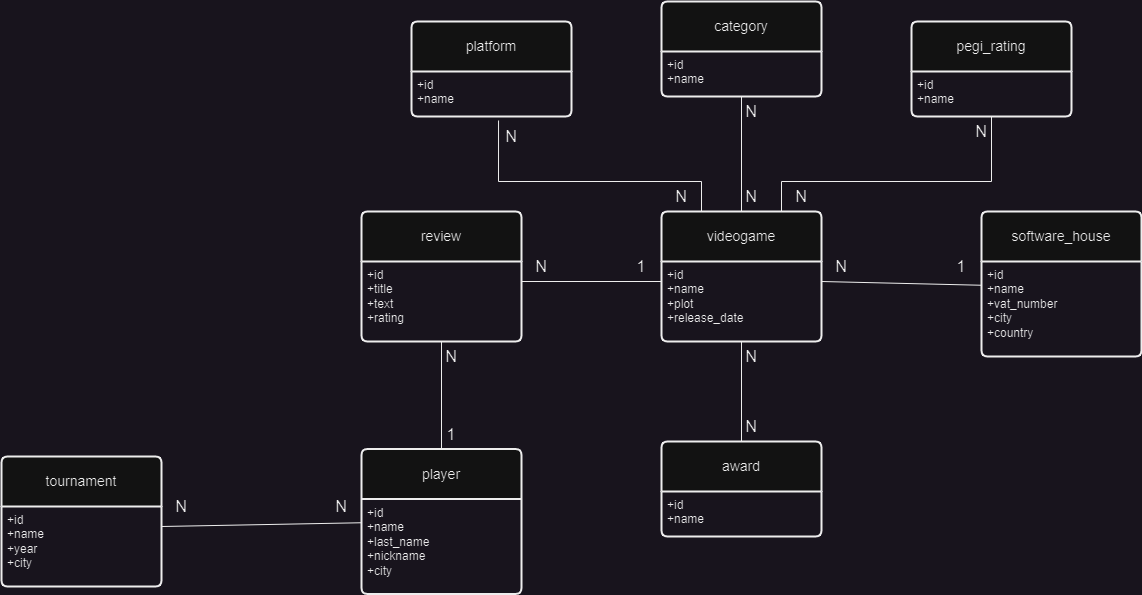 category
+id
+name
platform
+id
+name
pegi_rating
+id
+name
N
N
N
N
N
N
review
+id
+title
+text
+rating
N
1
videogame
+id
+name
+plot
+release_date
N
1
software_house
+id
+name
+vat_number
+city
+country
N
1
N
N
tournament
+id
+name
+year
+city
N
N
player
+id
+name
+last_name
+nickname
+city
award
+id
+name